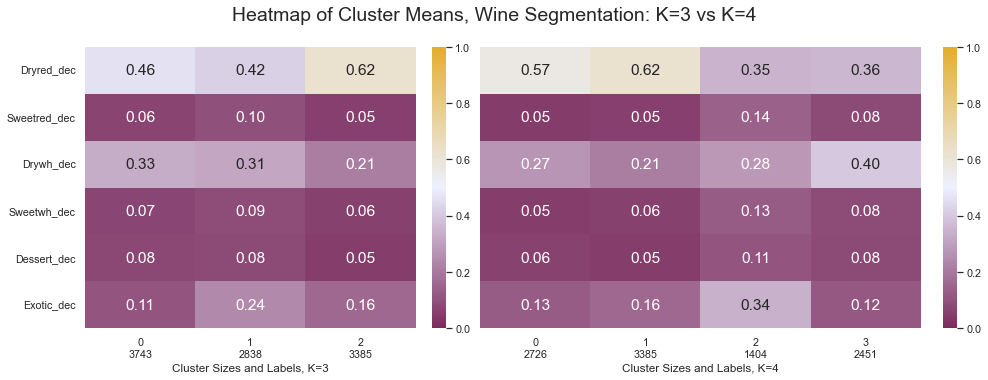 Heatmap of Cluster Means, Wine Segmentation: K=3 vs K=4
Dryred_dec 0.46 0.42 0.62 1.0 0.57 0.62 0.35 0.36 1.0
Sweetred_dec 0.06 0.10 0.05 0.8 0.05 0.05 0.14 0.08 0.8
Drywh_dec 0.33 0.31 0.21 0.6 0.27 0.21 0.28 0.40 0.6
Sweetwh_dec 0.07 0.09 0.06 0.4 0.05 0.06 0.13 0.08 0.4
Dessert_dec 0.08 0.08 0.05 0.2 0.06 0.05 0.11 0.08 0.2
Exotic_dec 0.11 0.24 0.16 0.0 0.13 0.16 0.34 0.12 0.0
0 1 2 0 1 2 3
3743 2838 3385 2726 3385 1404 2451
Cluster Sizes and Labels, K=3 Cluster Sizes and Labels, K=4